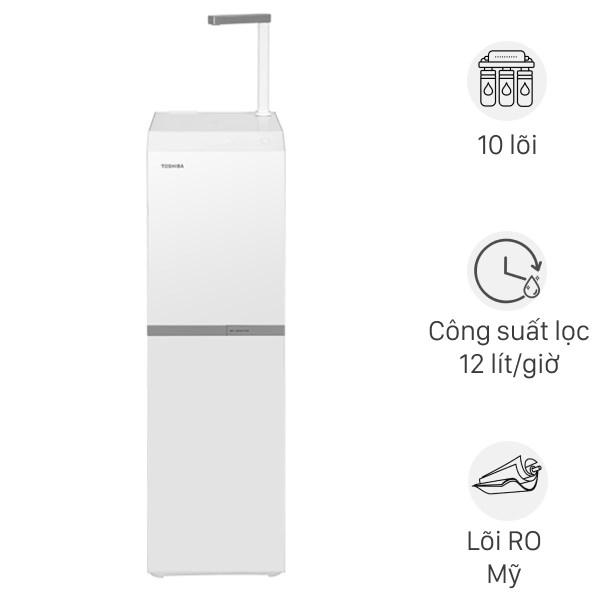 TOSHIBA
10 lõi
Công suất lọc
12 lít/giờ
Lõi RO
Mỹ